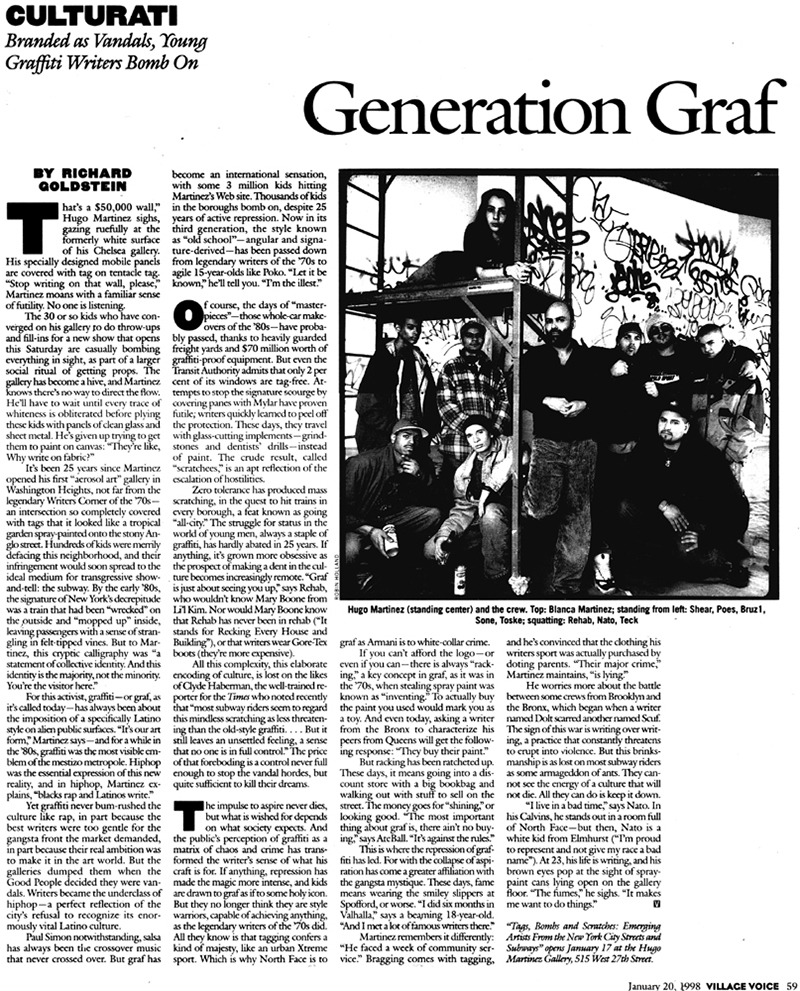 CULTURATI
Branded as Vandals, Young
Graffiti Writers Bomb On
Generation Graf
BY RICHARD
GOLDSTEIN
That's a $50,000 wall,"
Hugo Martinez sighs,
gazing ruefully at the
formerly white surface
of his Chelsea gallery.
His specially designed mobile panels
are covered with tag on tentacle tag.
"Stop writing on that wall, please,"
Martinez moans with a familiar sense
of futility. No one is listening.
The 30 or so kids who have con-
verged on his gallery to do throw-ups
and fill-ins for a new show that opens
this Saturday are casually bombing
everything in sight, as part of a larger
social ritual of getting props. The
gallery has become a hive, and Martinez
knows there's no way to direct the flow.
He'll have to wait until every trace of
whiteness is obliterated before plying
these kids with panels of clean glass and
sheet metal. He's given up trying to get
them to paint on canvas: "They're like,
Why write on fabric?"
It's been 25 years since Martinez
opened his first "aerosol art" gallery in
Washington Heights, not far from the
legendary Writers Corner of the '70s—
an intersection so completely covered
with tags that it looked like a tropical
garden spray-painted onto the stony An-
glo street. Hundreds of kids were merrily
defacing this neighborhood, and their
infringement would soon spread to the
ideal medium for transgressive show-
and-tell: the subway. By the early '80s,
the signature of New York's decrepitude
was a train that had been "wrecked" on
the outside and "mopped up" inside,
leaving passengers with a sense of stran-
gling in felt-tipped vines. But to Mar-
tinez, this cryptic calligraphy was "a
statement of collective identity. And this
identity is the majority, not the minority.
You're the visitor here."
For this activist, graffiti—or graf, as
it's called today—has always been about
the imposition of a specifically Latino
style on alien public surfaces. "It's our art
form," Martinez says—and for a while in
the '80s, graffiti was the most visible em-
blem of the mestizo metropole. Hiphop
was the essential expression of this new
reality, and in hiphop, Martinez ex-
plains, "blacks rap and Latinos write."
Yet graffiti never bum-rushed the
culture like rap, in part because the
best writers were too gentle for the
gangsta front the market demanded,
in part because their real ambition was
to make it in the art world. But the
galleries dumped them when the
Good People decided they were van-
dals. Writers became the underclass of
hiphop—a perfect reflection of the
city's refusal to recognize its enor-
mously vital Latino culture.
Paul Simon notwithstanding, salsa
has always been the crossover music
that never crossed over. But graf has
become an international sensation,
with some 3 million kids hitting
Martinez's Web site. Thousands of kids
in the boroughs bomb on, despite 25
years of active repression. Now in its
third generation, the style known
as "old school"—angular and signa-
ture-derived—has been passed down
from legendary writers of the '70s to
agile 15-year-olds like Poko. "Let it be
known," he'll tell you. "I'm the illest."
Of course, the days of "master-
pieces"—those whole-car make-
overs of the '80s—have proba-
bly passed, thanks to heavily guarded
freight yards and $70 million worth of
graffiti-proof equipment. But even the
Transit Authority admits that only 2 per
cent of its windows are tag-free. At-
tempts to stop the signature scourge by
covering panes with Mylar have proven
futile; writers quickly learned to peel off
the protection. These days, they travel
with glass-cutting implements—grind-
stones and dentists' drills—instead
of paint. The crude result, called
"scratchees," is an apt reflection of the
escalation of hostilities.
Zero tolerance has produced mass
scratching, in the quest to hit trains in
every borough, a feat known as going
"all-city." The struggle for status in the
world of young men, always a staple of
graffiti, has hardly abated in 25 years. If
anything, it's grown more obsessive as
the prospect of making a dent in the cul-
ture becomes increasingly remote. "Graf
is just about seeing you up," says Rehab,
who wouldn't know Mary Boone from
Li'l Kim. Nor would Mary Boone know
that Rehab has never been in rehab ("It
stands for Recking Every House and
Building"), or that writers wear Gore-Tex
boots (they're more expensive).
All this complexity, this elaborate
encoding of culture, is lost on the likes
of Clyde Haberman, the well-trained re-
porter for the Times who noted recently
that "most subway riders seem to regard
this mindless scratching as less threaten-
ing than the old-style graffiti. . . . But it
still leaves an unsettled feeling, a sense
that no one is in full control." The price
of that foreboding is a control never full
enough to stop the vandal hordes, but
quite sufficient to kill their dreams.
The impulse to aspire never dies,
but what is wished for depends
on what society expects. And
the public's perception of graffiti as a
matrix of chaos and crime has trans-
formed the writer's sense of what his
craft is for. If anything, repression has
made the magic more intense, and kids
are drawn to graf as if to some holy icon.
But they no longer think they are style
warriors, capable of achieving anything,
as the legendary writers of the '70s did.
All they know is that tagging confers a
kind of majesty, like an urban Xtreme
sport. Which is why North Face is to
ROBIN HOLLAND
Hugo Martinez (standing center) and the crew. Top: Blanca Martinez; standing from left: Shear, Poes, Bruz1,
Sone, Toske; squatting: Rehab, Nato, Teck
graf as Armani is to white-collar crime.
If you can't afford the logo—or
even if you can—there is always "rack-
ing," a key concept in graf, as it was in
the '70s, when stealing spray paint was
known as "inventing." To actually buy
the paint you used would mark you as
a toy. And even today, asking a writer
from the Bronx to characterize his
peers from Queens will get the follow-
ing response: "They buy their paint."
But racking has been ratcheted up.
These days, it means going into a dis-
count store with a big bookbag and
walking out with stuff to sell on the
street. The money goes for "shining," or
looking good. "The most important
thing about graf is, there ain't no buy-
ing," says AteBall. "It's against the rules."
This is where the repression of graf-
fiti has led. For with the collapse of aspi-
ration has come a greater affiliation with
the gangsta mystique. These days, fame
means wearing the smiley slippers at
Spofford, or worse. "I did six months in
Valhalla," says a beaming 18-year-old.
"And I met a lot of famous writers there."
Martinez remembers it differently:
"He faced a week of community ser-
vice." Bragging comes with tagging,
and he's convinced that the clothing his
writers sport was actually purchased by
doting parents. "Their major crime,"
Martinez maintains, "is lying."
He worries more about the battle
between some crews from Brooklyn and
the Bronx, which began when a writer
named Dolt scarred another named Scuf.
The sign of this war is writing over writ-
ing, a practice that constantly threatens
to erupt into violence. But this brinks-
manship is as lost on most subway riders
as some armageddon of ants. They can-
not see the energy of a culture that will
not die. All they can do is keep it down.
"I live in a bad time," says Nato. In
his Calvins, he stands out in a room full
of North Face—but then, Nato is a
white kid from Elmhurst ("I'm proud
to represent and not give my race a bad
name"). At 23, his life is writing, and his
brown eyes pop at the sight of spray-
paint cans lying open on the gallery
floor. "The fumes," he sighs. "It makes
me want to do things."
"Tags, Bombs and Scratches: Emerging
Artists From the New York City Streets and
Subways" opens January 17 at the Hugo
Martinez Gallery, 515 West 27th Street.
January 20, 1998 VILLAGE VOICE 59